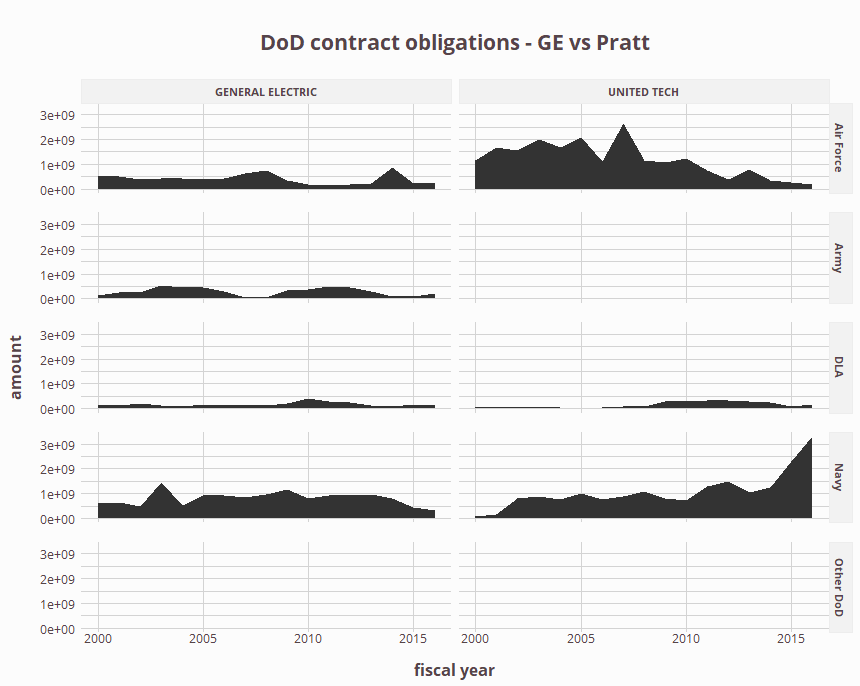 DoD contract obligations - GE vs Pratt
GENERAL ELECTRIC
UNITED TECH
3e+09
2e+09
1e+09
0e+00
Air Force
3e+09
2e+09
1e+09
0e+00
Army
amount
3e+09
2e+09
1e+09
0e+00
DLA
3e+09
2e+09
1e+09
0e+00
Navy
3e+09
2e+09
1e+09
0e+00
Other DoD
2000 2005 2010 2015 2000 2005 2010 2015
fiscal year